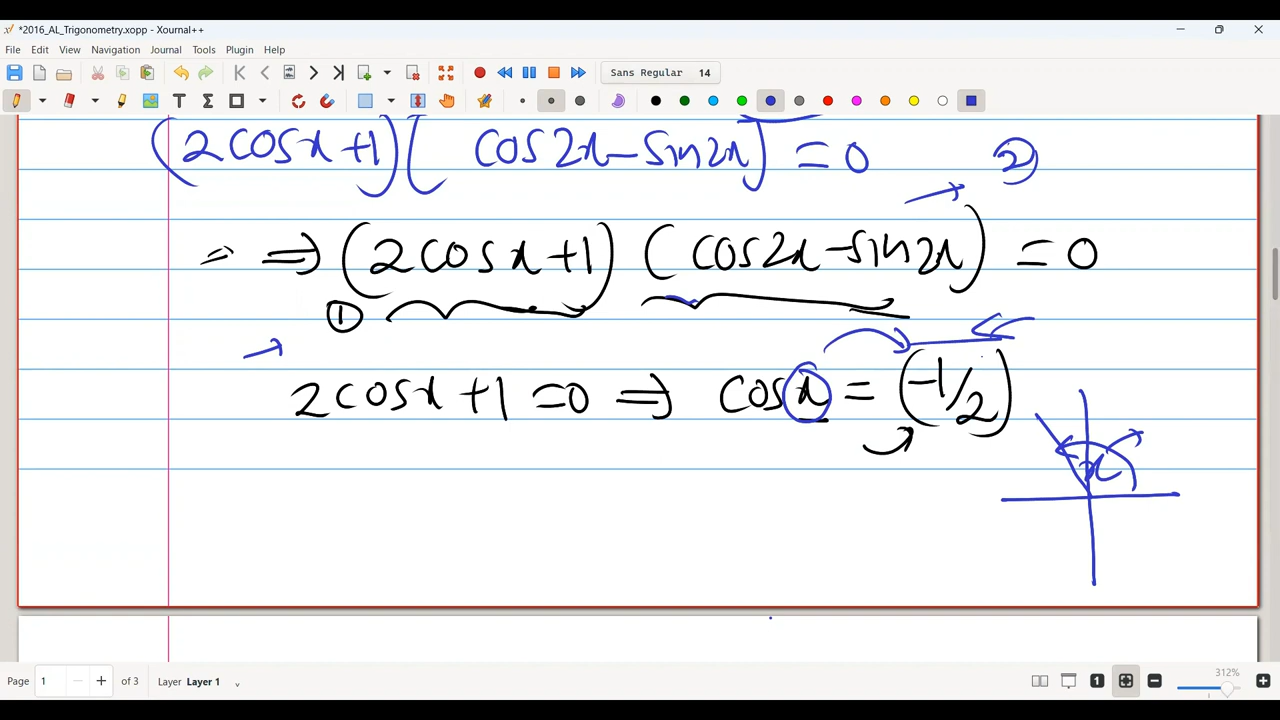 *2016_AL_Trigonometry.xopp - Xournal++
File Edit View Navigation Journal Tools Plugin Help
Sans Regular 14
(2cosx+1)( cos2x-sin2x) =0 ②
=> => (2cosx+1) (cos2x-sin2x) =0
①
2cosx+1=0 => cosx = (-1/2)
x
Page 1 of 3 Layer Layer 1 1 312%